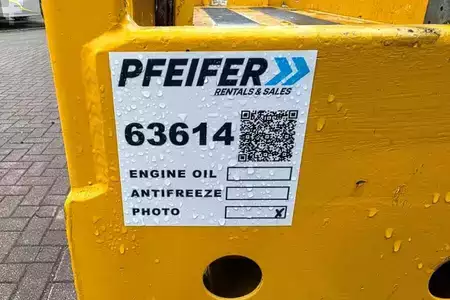 PFEIFER
RENTALS & SALES
63614
ENGINE OIL
ANTIFREEZE
PHOTO X